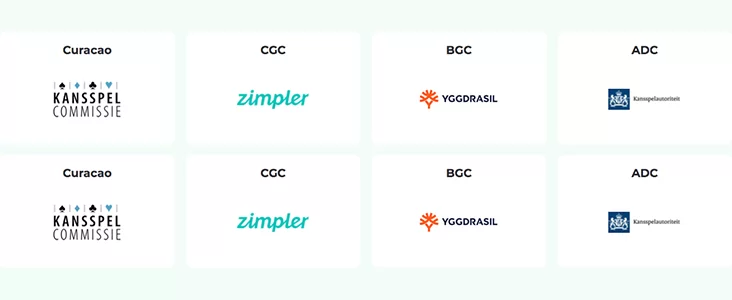 Curacao
CGC
BGC
ADC
KANSSPEL
COMMISSIE
zimpler
YGGDRASIL
Kansspelautoriteit
Curacao
CGC
BGC
ADC
KANSSPEL
COMMISSIE
zimpler
YGGDRASIL
Kansspelautoriteit